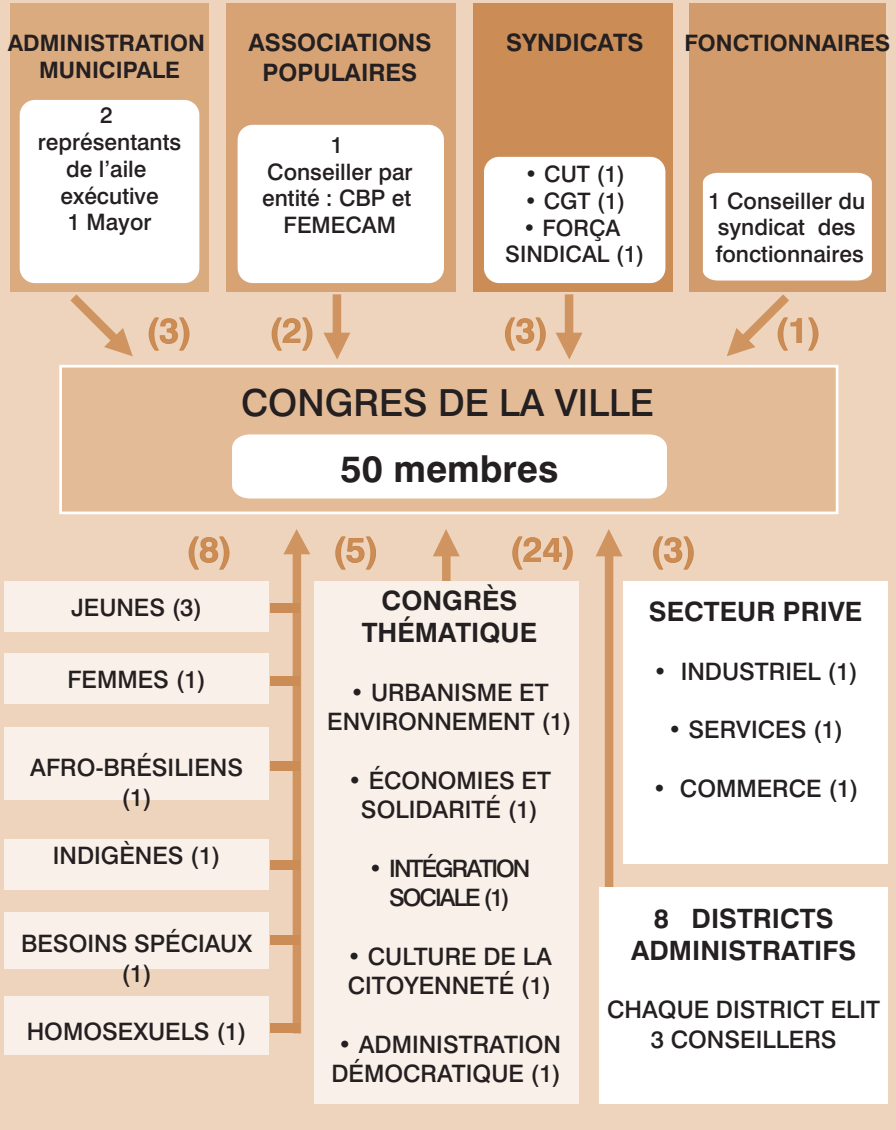 ADMINISTRATION
MUNICIPALE
2
représentants
de l'aile
exécutive
1 Mayor
ASSOCIATIONS
POPULAIRES
1
Conseiller par
entité : CBP et
FEMECAM
SYNDICATS
• CUT (1)
• CGT (1)
• FORÇA
SINDICAL (1)
FONCTIONNAIRES
1 Conseiller du
syndicat des
fonctionnaires
(3)
(2)
(3)
(1)
CONGRES DE LA VILLE
50 membres
(8)
(5)
(24)
(3)
JEUNES (3)
FEMMES (1)
AFRO-BRÉSILIENS
(1)
INDIGÈNES (1)
BESOINS SPÉCIAUX
(1)
HOMOSEXUELS (1)
CONGRÈS
THÉMATIQUE
• URBANISME ET
ENVIRONNEMENT (1)
• ÉCONOMIES ET
SOLIDARITÉ (1)
• INTÉGRATION
SOCIALE (1)
• CULTURE DE LA
CITOYENNETÉ (1)
• ADMINISTRATION
DÉMOCRATIQUE (1)
SECTEUR PRIVE
• INDUSTRIEL (1)
• SERVICES (1)
• COMMERCE (1)
8 DISTRICTS
ADMINISTRATIFS
CHAQUE DISTRICT ELIT
3 CONSEILLERS